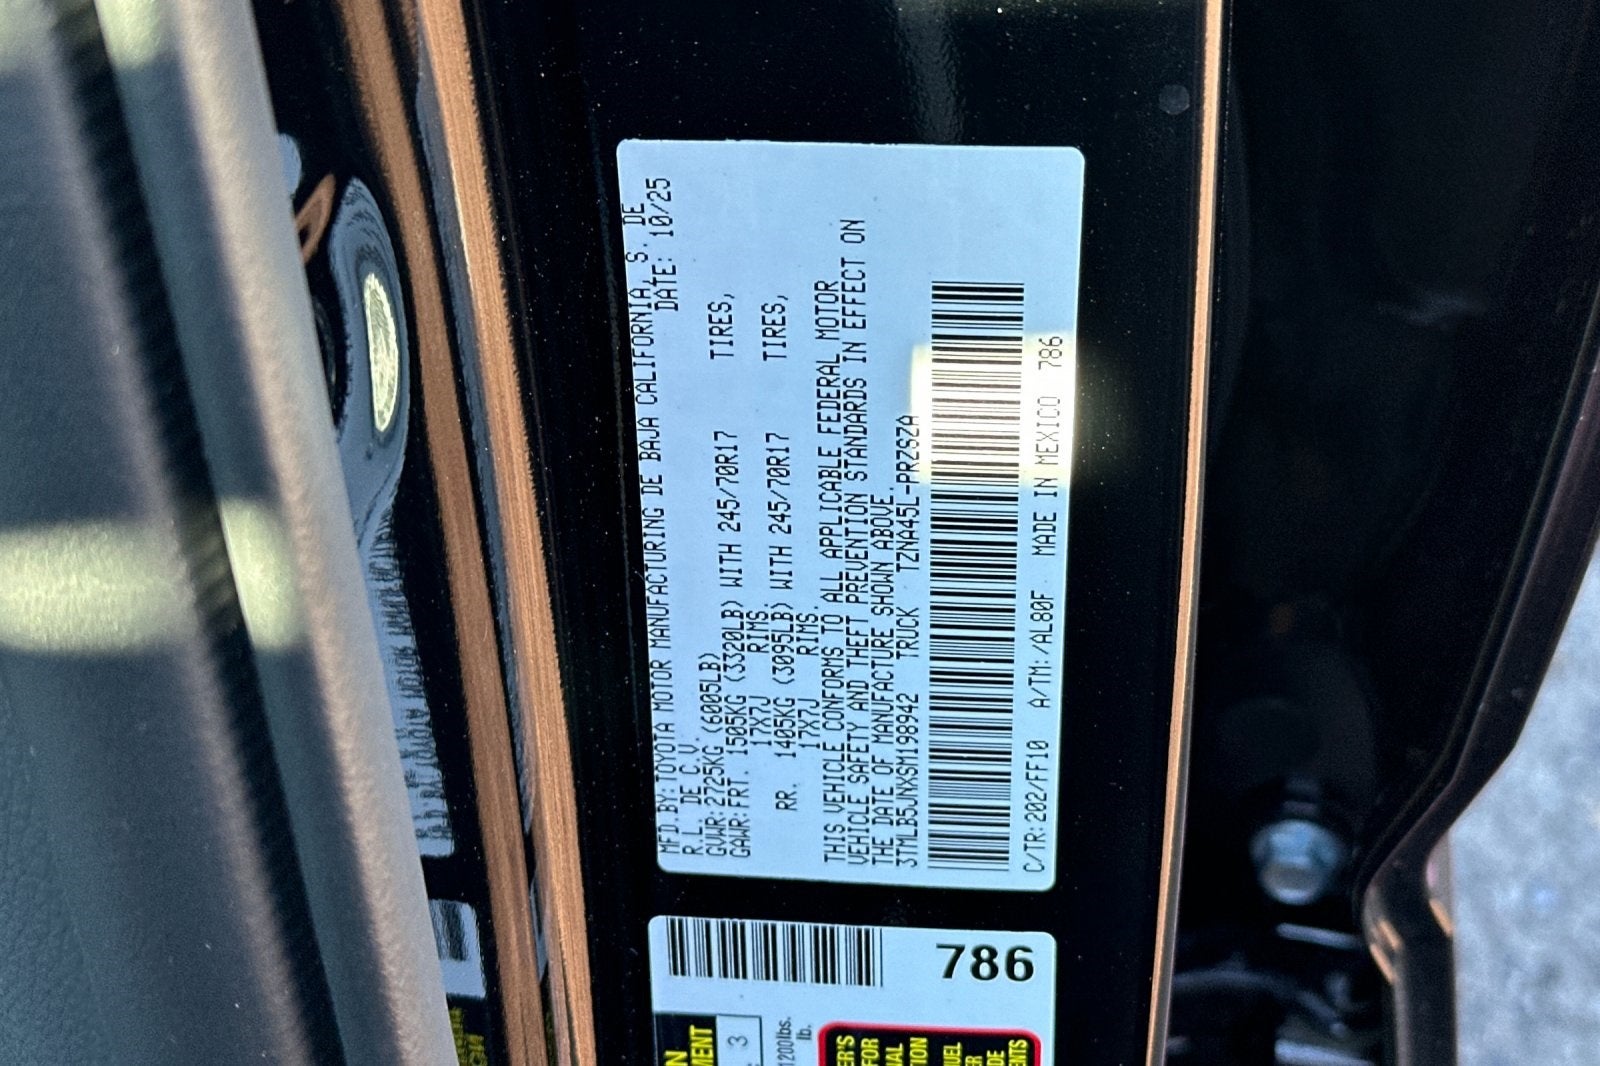 MFD.BY:TOYOTA MOTOR MANUFACTURING DE BAJA CALIFORNIA, S. DE
R.L. DE C.V. DATE: 10/25
GVWR:2725KG (6005LB)
GAWR:FRT. 1505KG (3320LB) WITH 245/70R17 TIRES,
17X7J RIMS.
RR. 1405KG (3095LB) WITH 245/70R17 TIRES,
17X7J RIMS.
THIS VEHICLE CONFORMS TO ALL APPLICABLE FEDERAL MOTOR
VEHICLE SAFETY AND THEFT PREVENTION STANDARDS IN EFFECT ON
THE DATE OF MANUFACTURE SHOWN ABOVE.
3TMLB5JNXSM198942 TRUCK TZNA45L-PRZSZA
C/TR:202/FF10 A/TM:/AL80F MADE IN MEXICO 786
786
3
1200lbs.
lb.